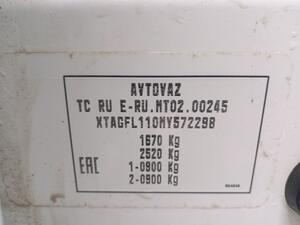 AVTOVAZ
TC RU E-RU.MT02.00245
XTAGFL110MY572298
1670 Kg
2520 Kg
EAC
1-0900 Kg
2-0900 Kg